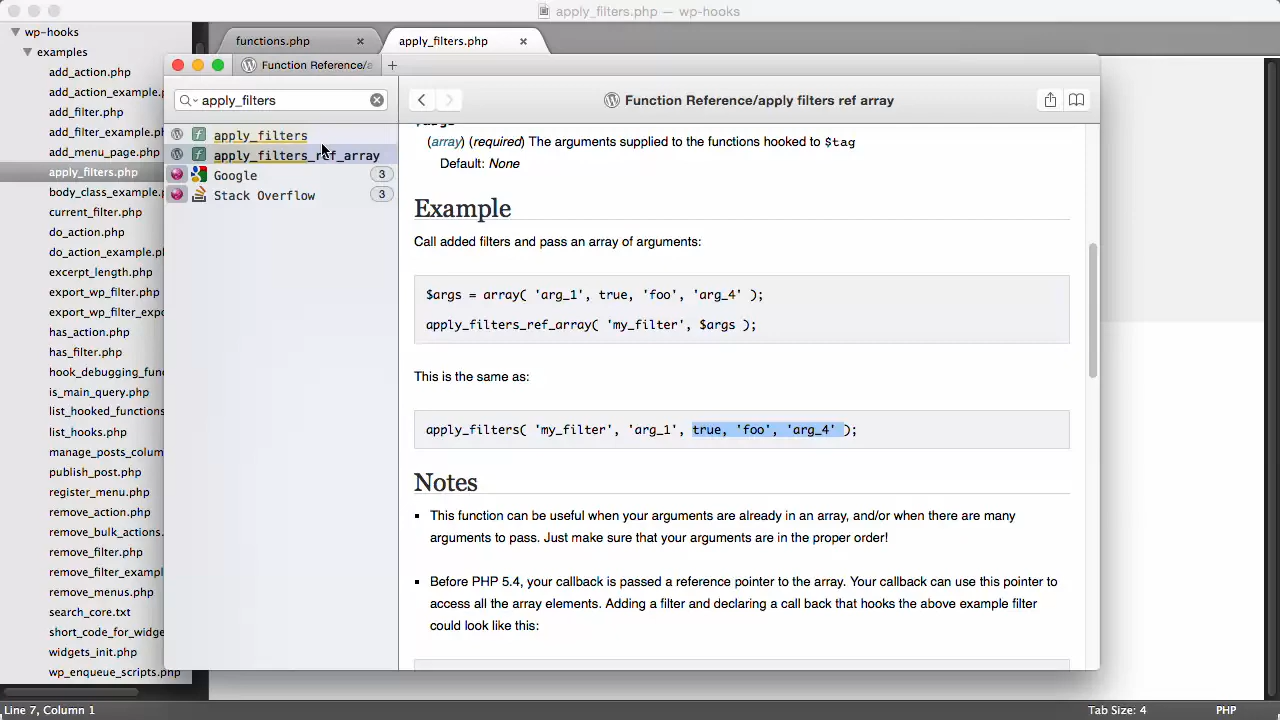 apply_filters.php — wp-hooks
wp-hooks
examples
add_action.php
add_action_example.p
add_filter.php
add_filter_example.ph
add_menu_page.php
apply_filters.php
body_class_example.p
current_filter.php
do_action.php
do_action_example.ph
excerpt_length.php
export_wp_filter.php
export_wp_filter_expo
has_action.php
has_filter.php
hook_debugging_fun
is_main_query.php
list_hooked_functions
list_hooks.php
manage_posts_colum
publish_post.php
register_menu.php
remove_action.php
remove_bulk_actions.
remove_filter.php
remove_filter_exampl
remove_menus.php
search_core.txt
short_code_for_widge
widgets_init.php
wp_enqueue_scripts.php
functions.php ×
apply_filters.php ×
Function Reference/a
+
apply_filters
apply_filters
apply_filters_ref_array
Google 3
Stack Overflow 3
Function Reference/apply filters ref array
(array) (required) The arguments supplied to the functions hooked to $tag
Default: None
Example
Call added filters and pass an array of arguments:
$args = array( 'arg_1', true, 'foo', 'arg_4' );
apply_filters_ref_array( 'my_filter', $args );
This is the same as:
apply_filters( 'my_filter', 'arg_1', true, 'foo', 'arg_4' );
Notes
This function can be useful when your arguments are already in an array, and/or when there are many
arguments to pass. Just make sure that your arguments are in the proper order!
Before PHP 5.4, your callback is passed a reference pointer to the array. Your callback can use this pointer to
access all the array elements. Adding a filter and declaring a call back that hooks the above example filter
could look like this:
Line 7, Column 1
Tab Size: 4
PHP